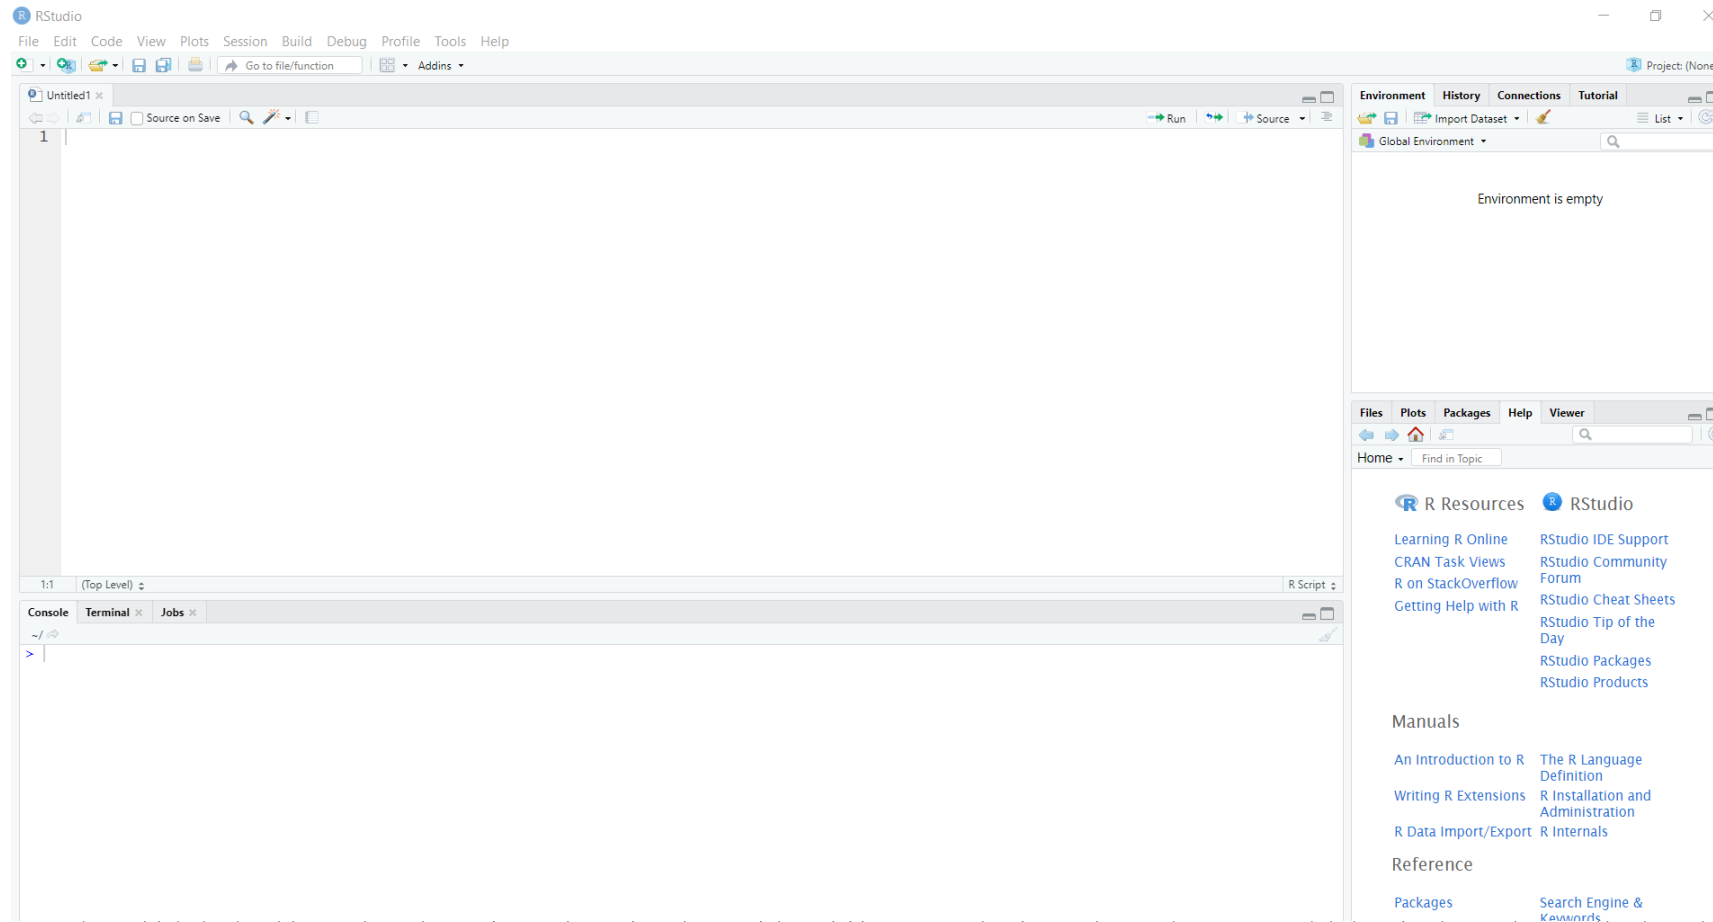 RStudio
File Edit Code View Plots Session Build Debug Profile Tools Help
Go to file/function Addins Project: (None
Untitled1
Source on Save Run Source
1
1:1 (Top Level) R Script
Console Terminal Jobs
~/
>
Environment History Connections Tutorial
Import Dataset List
Global Environment
Environment is empty
Files Plots Packages Help Viewer
Home Find in Topic
R Resources
Learning R Online
CRAN Task Views
R on StackOverflow
Getting Help with R
RStudio
RStudio IDE Support
RStudio Community
Forum
RStudio Cheat Sheets
RStudio Tip of the
Day
RStudio Packages
RStudio Products
Manuals
An Introduction to R
Writing R Extensions
R Data Import/Export
The R Language
Definition
R Installation and
Administration
R Internals
Reference
Packages
Search Engine &
Keywords